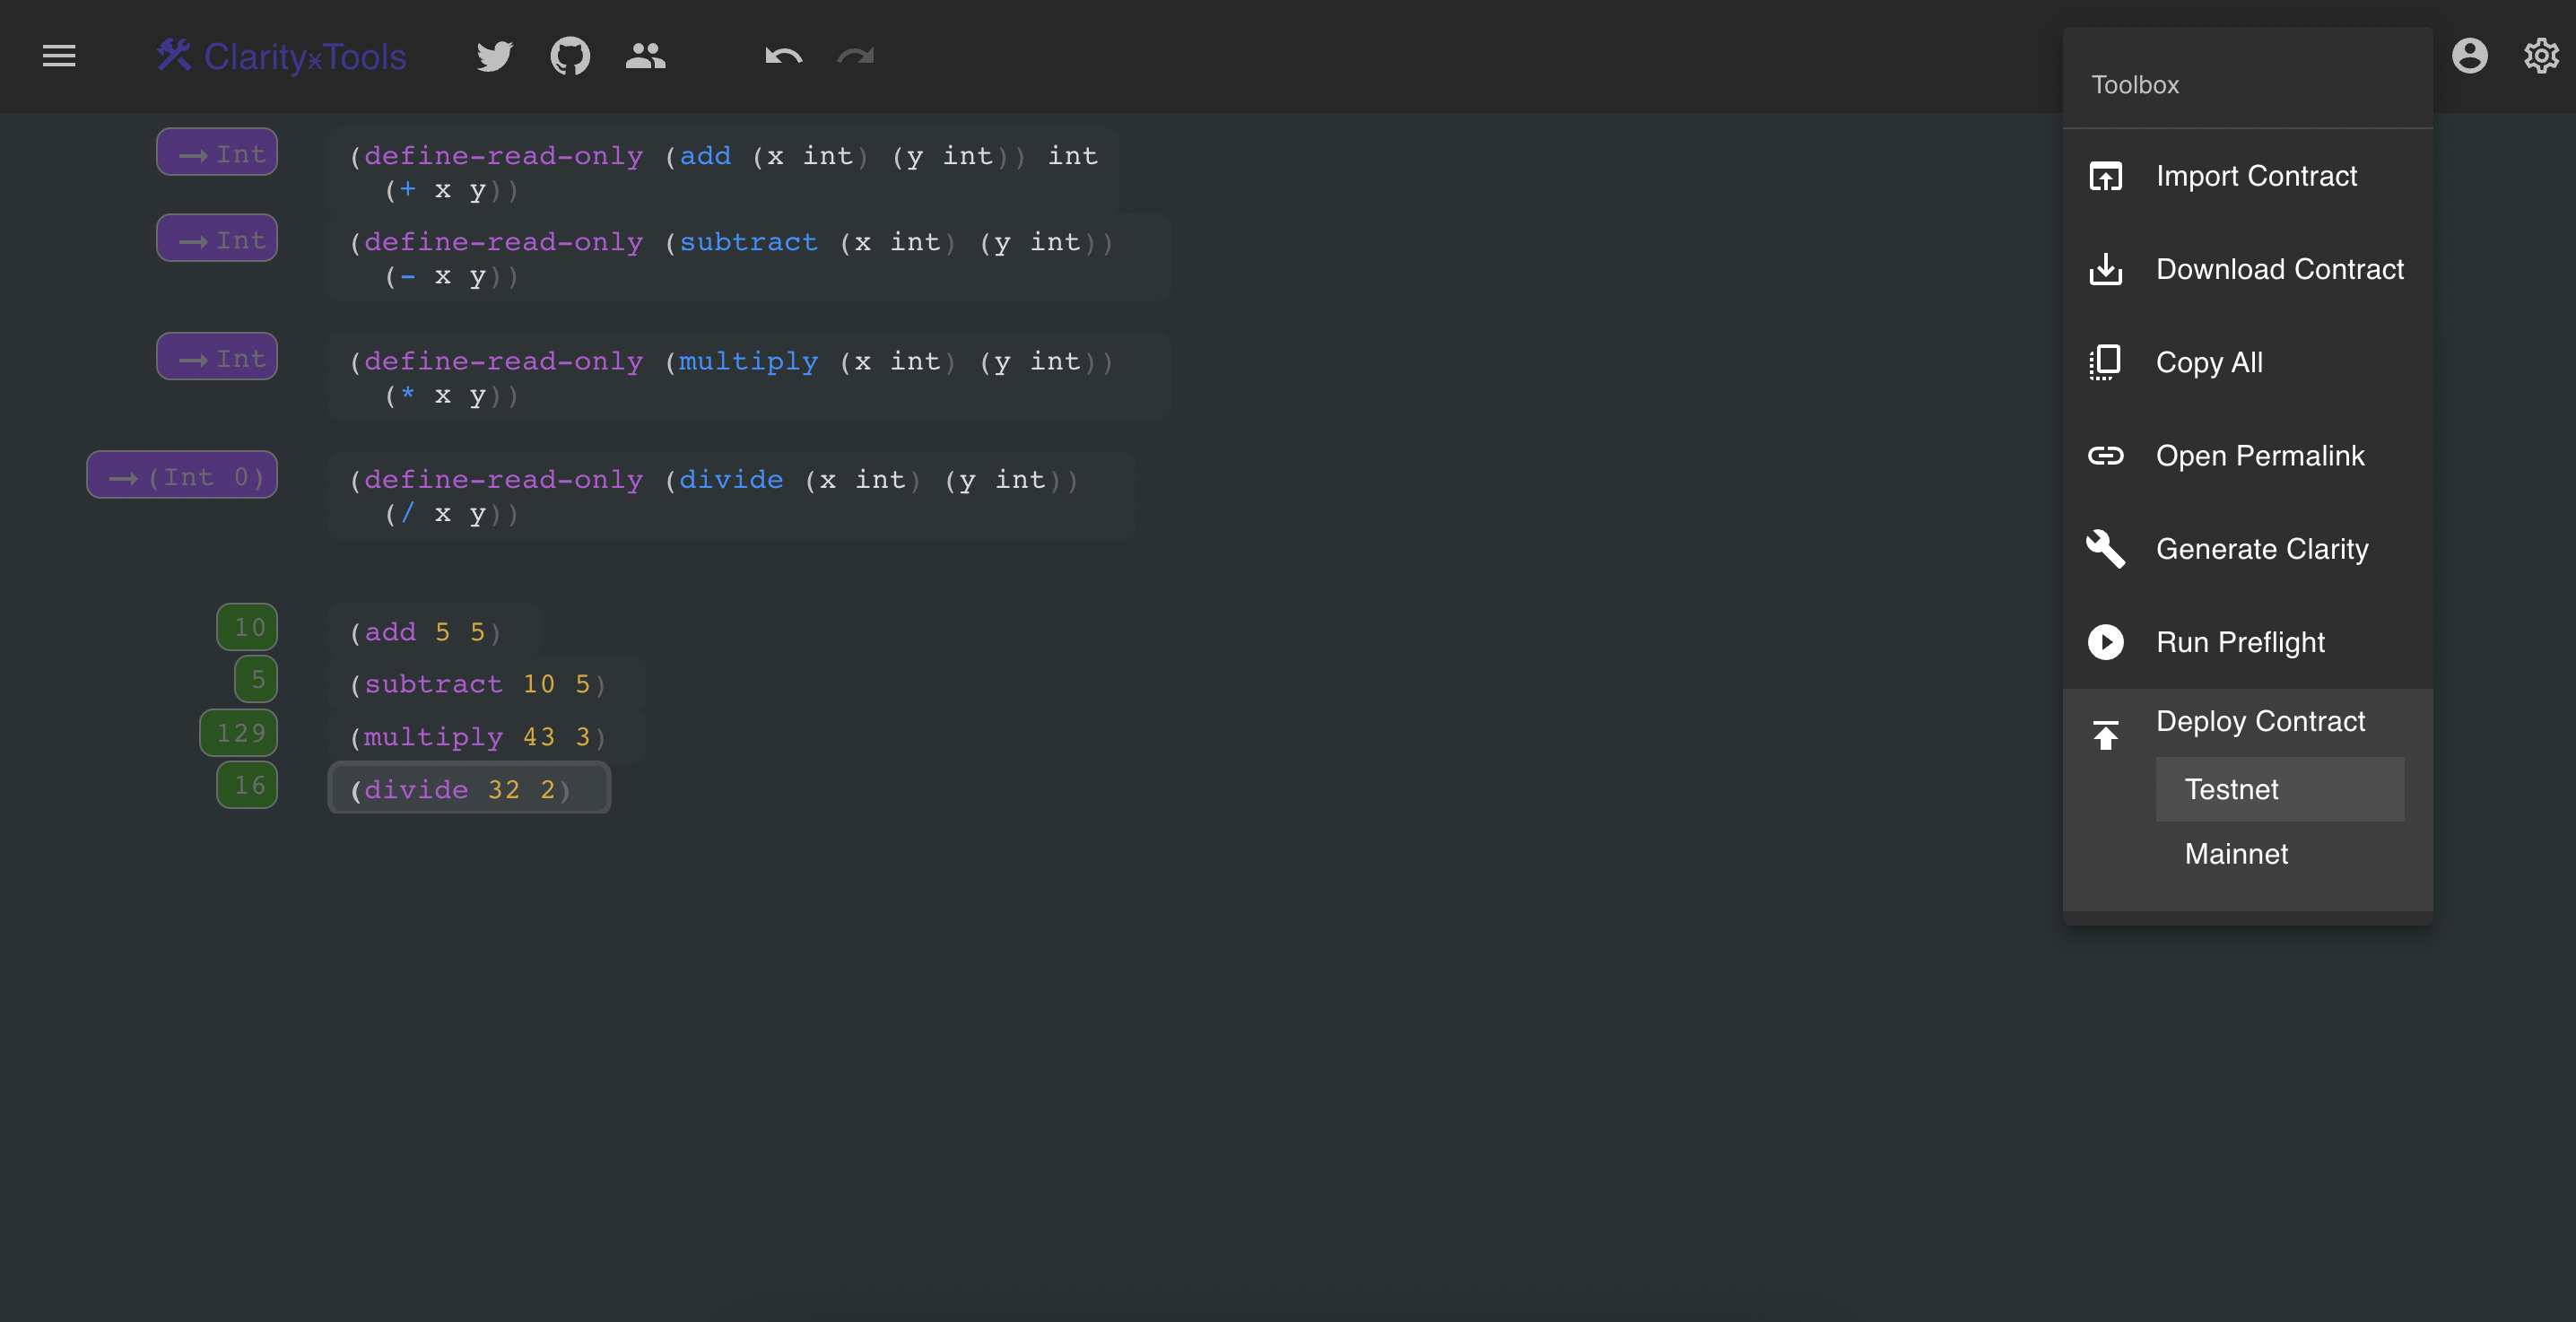 Clarity⚒Tools
Toolbox
→ Int
(define-read-only (add (x int) (y int)) int
(+ x y))
→ Int
(define-read-only (subtract (x int) (y int))
(- x y))
→ Int
(define-read-only (multiply (x int) (y int))
(* x y))
→ (Int 0)
(define-read-only (divide (x int) (y int))
(/ x y))
10
(add 5 5)
5
(subtract 10 5)
129
(multiply 43 3)
16
(divide 32 2)
Import Contract
Download Contract
Copy All
Open Permalink
Generate Clarity
Run Preflight
Deploy Contract
Testnet
Mainnet